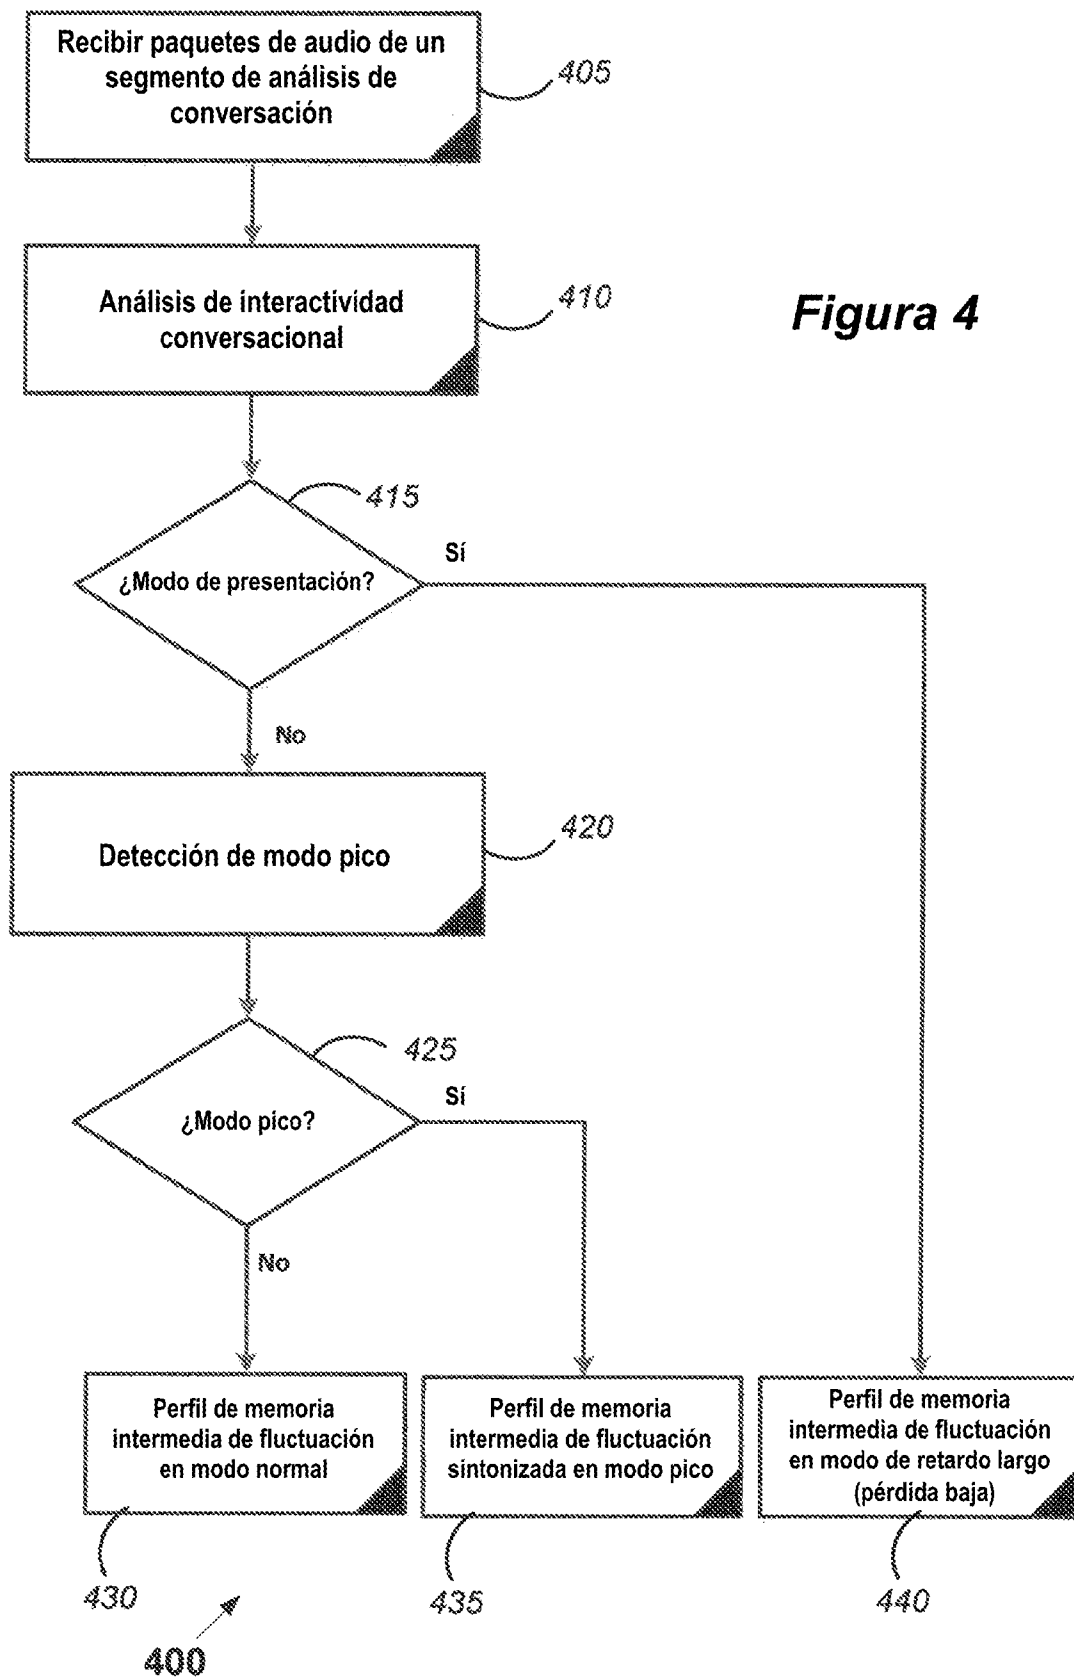 Recibir paquetes de audio de un
segmento de análisis de
conversación
405
Análisis de interactividad
conversacional
410
Figura 4
415
¿Modo de presentación?
Sí
No
Detección de modo pico
420
425
¿Modo pico?
Sí
No
Perfil de memoria
intermedia de fluctuación
en modo normal
Perfil de memoria
intermedia de fluctuación
sintonizada en modo pico
Perfil de memoria
intermedia de fluctuación
en modo de retardo largo
(pérdida baja)
430
435
440
400